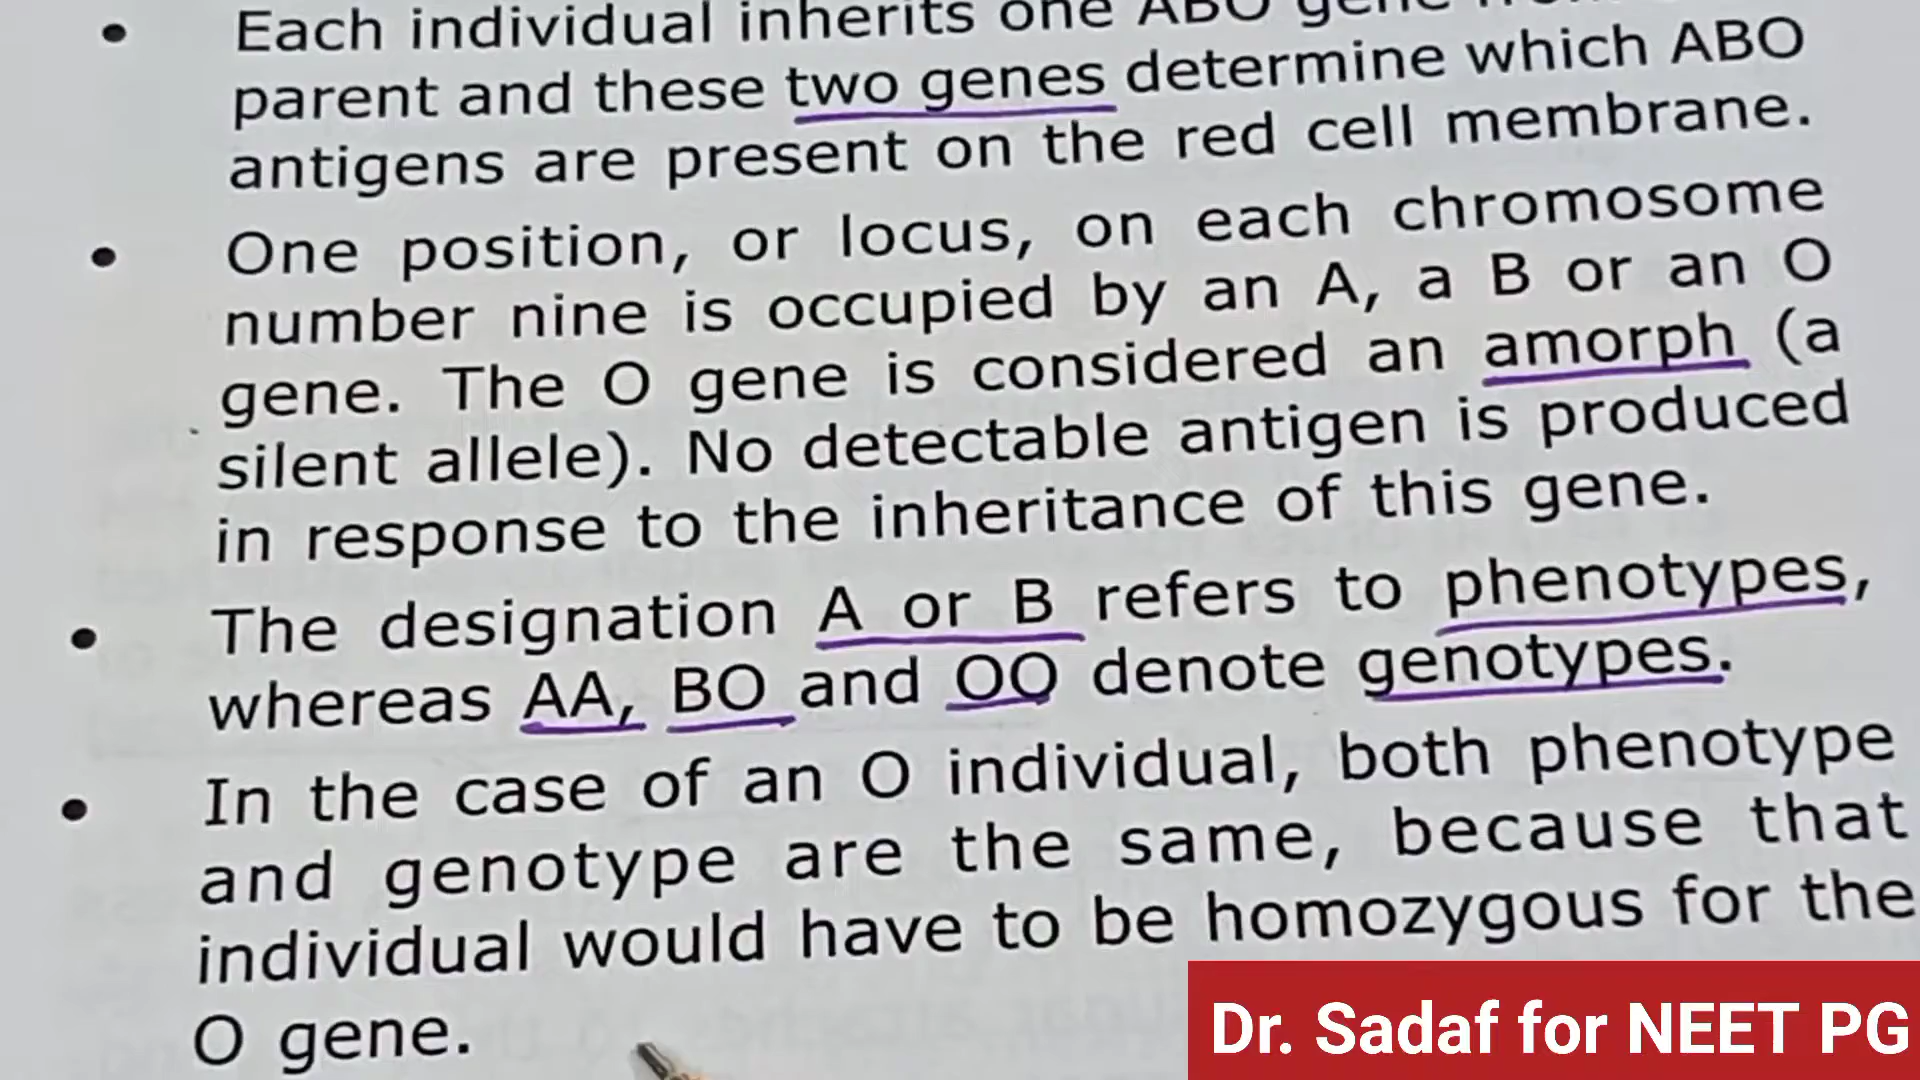 • Each individual inherits one ABO gene
parent and these two genes determine which ABO
antigens are present on the red cell membrane.
• One position, or locus, on each chromosome
number nine is occupied by an A, a B or an O
gene. The O gene is considered an amorph (a
silent allele). No detectable antigen is produced
in response to the inheritance of this gene.
• The designation A or B refers to phenotypes,
whereas AA, BO and OO denote genotypes.
• In the case of an O individual, both phenotype
and genotype are the same, because that
individual would have to be homozygous for the
O gene.
Dr. Sadaf for NEET PG